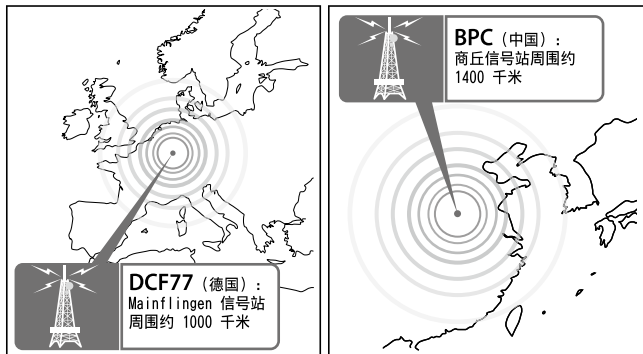 DCF77 (德国):
Mainflingen 信号站
周围约 1000 千米
BPC (中国):
商丘信号站周围约
1400 千米